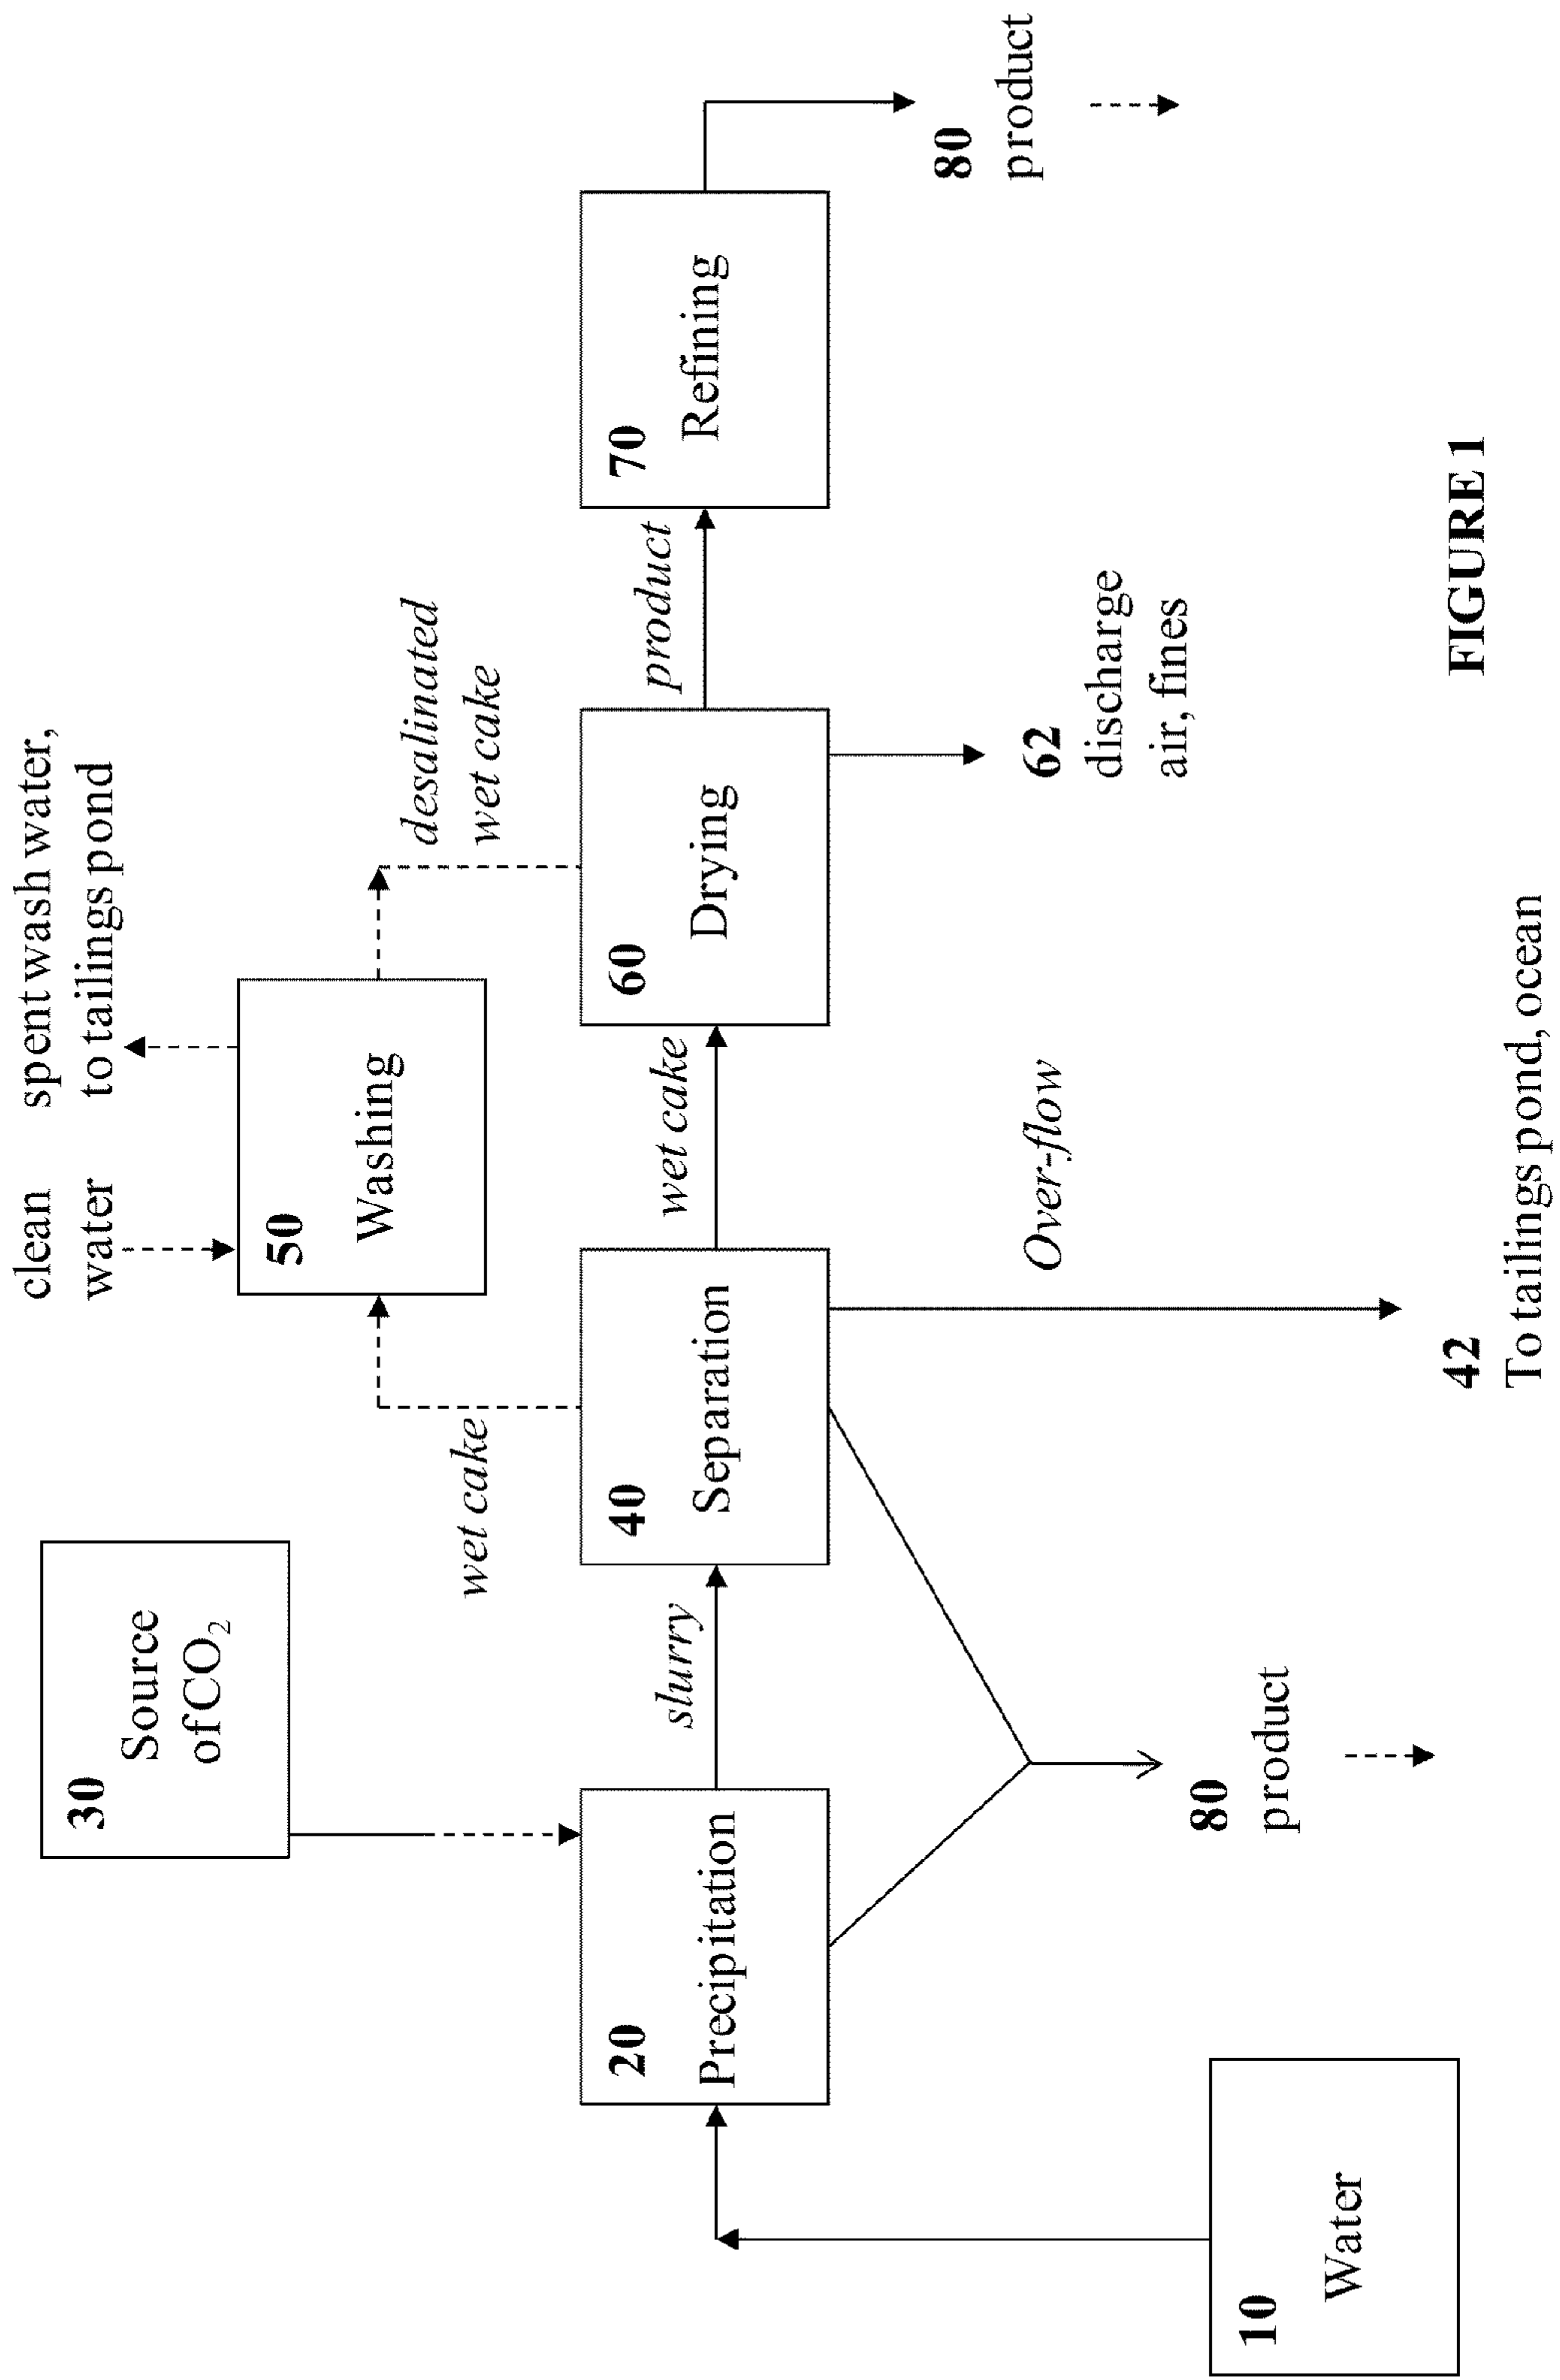 clean
water
spent wash water,
to tailings pond
30
Source
of CO2
50
Washing
wet cake
desalinated
wet cake
20
Precipitation
slurry
40
Separation
wet cake
60
Drying
product
70
Refining
80
product
62
discharge
air, fines
Over-flow
10
Water
80
product
42
To tailings pond, ocean
FIGURE 1